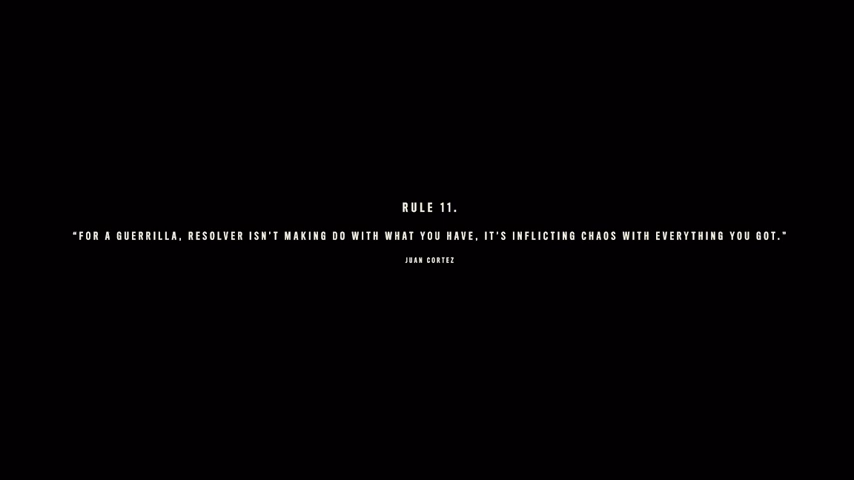 RULE 11.
“FOR A GUERRILLA, RESOLVER ISN'T MAKING DO WITH WHAT YOU HAVE, IT'S INFLICTING CHAOS WITH EVERYTHING YOU GOT.”
JUAN CORTEZ